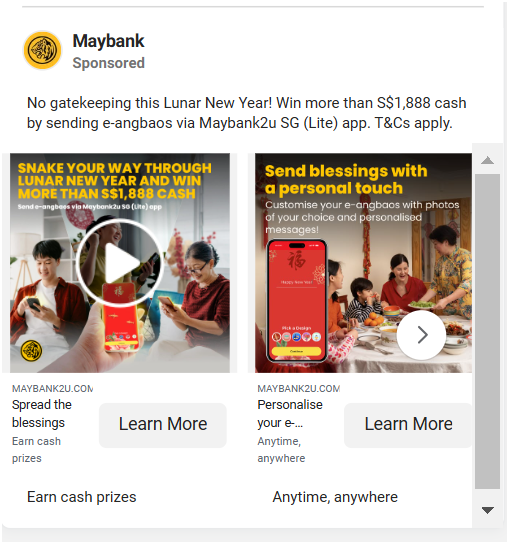 Maybank
Sponsored
No gatekeeping this Lunar New Year! Win more than S$1,888 cash
by sending e-angbaos via Maybank2u SG (Lite) app. T&Cs apply.
SNAKE YOUR WAY THROUGH
LUNAR NEW YEAR AND WIN
MORE THAN S$1,888 CASH
Send e-angbaos via Maybank2u SG (Lite) app
Send blessings with
a personal touch
Customise your e-angbaos with photos
of your choice and personalised
messages!
福
Happy New Year!
Pick a Design
Continue
MAYBANK2U.COM
Spread the
blessings
Earn cash
prizes
Learn More
Earn cash prizes
MAYBANK2U.COM
Personalise
your e-...
Anytime,
anywhere
Learn More
Anytime, anywhere